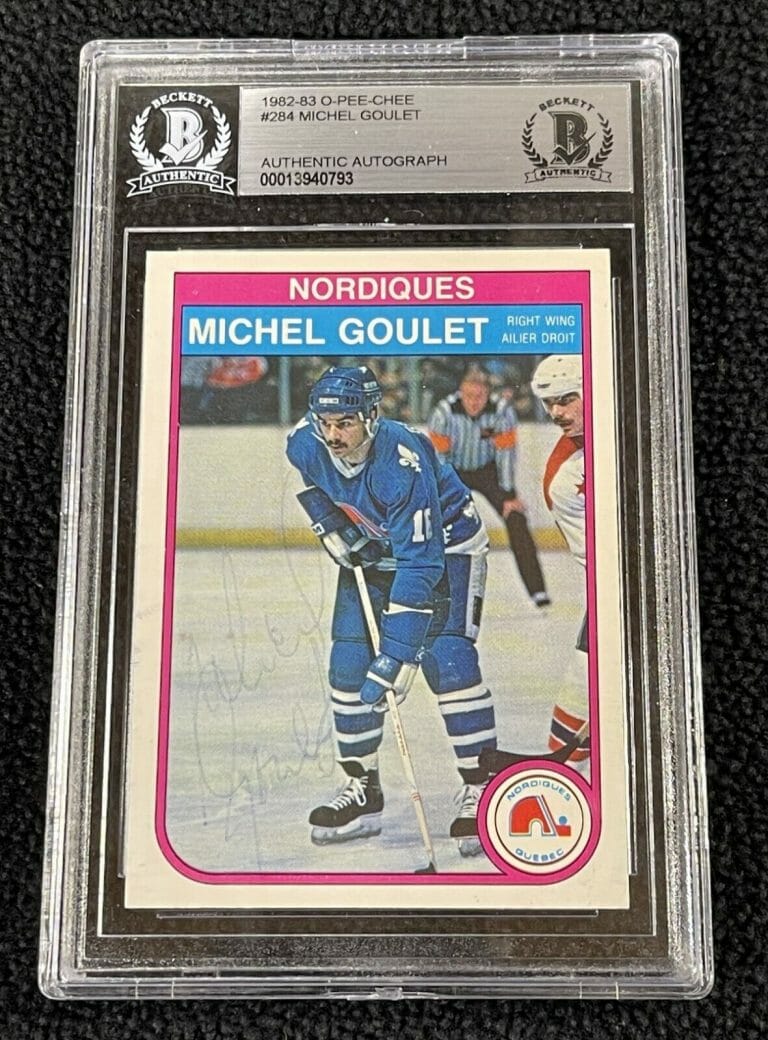 BECKETT
B
AUTHENTIC
1982-83 O-PEE-CHEE
#284 MICHEL GOULET
AUTHENTIC AUTOGRAPH
00013940793
BECKETT
B
AUTHENTIC
NORDIQUES
MICHEL GOULET
RIGHT WING
AILIER DROIT
16
NORDIQUES
QUEBEC